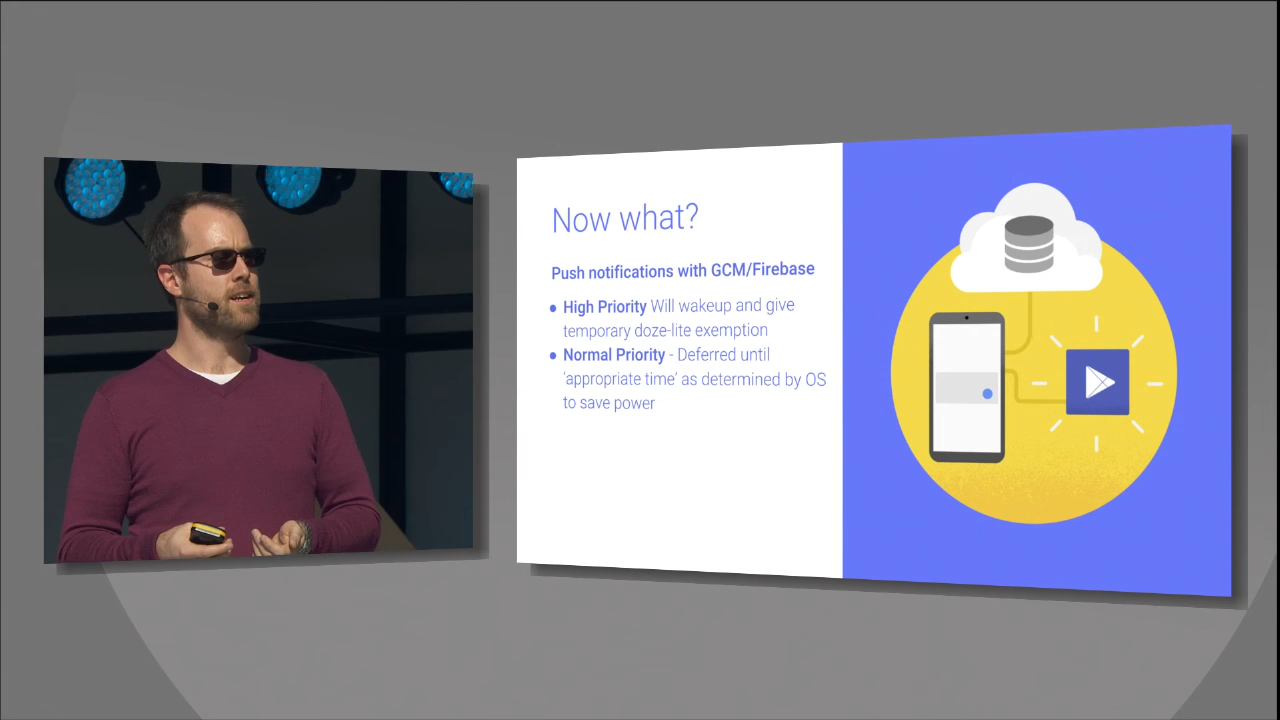 Now what?
Push notifications with GCM/Firebase
• High Priority Will wakeup and give
temporary doze-lite exemption
• Normal Priority - Deferred until
‘appropriate time’ as determined by OS
to save power